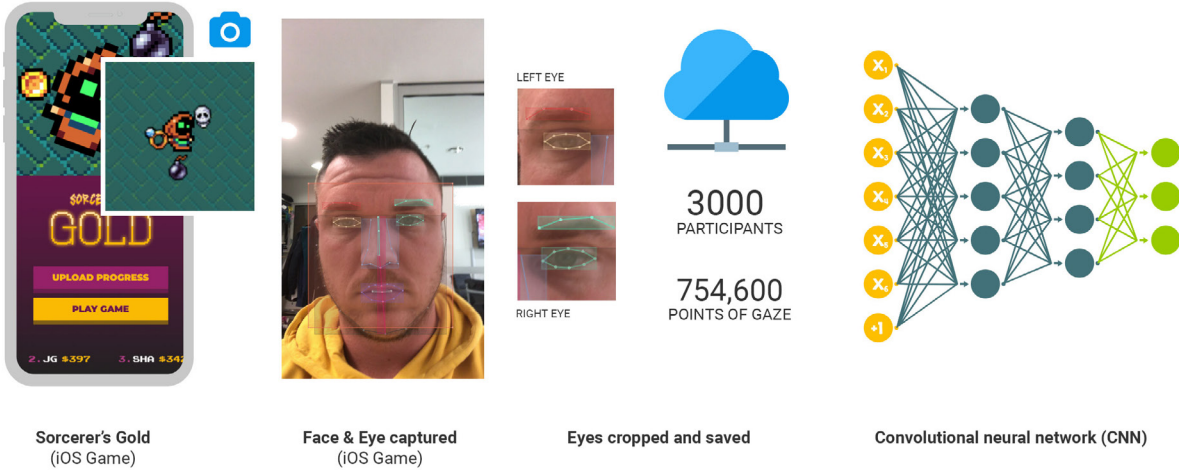 SORCE
GOLD
UPLOAD PROGRESS
PLAY GAME
2. JG $397 3. SHA $342
Sorcerer's Gold
(iOS Game)
Face & Eye captured
(iOS Game)
LEFT EYE
RIGHT EYE
3000
PARTICIPANTS
754,600
POINTS OF GAZE
Eyes cropped and saved
X₁
X₂
X₃
X₄
X₅
X₆
+1
Convolutional neural network (CNN)